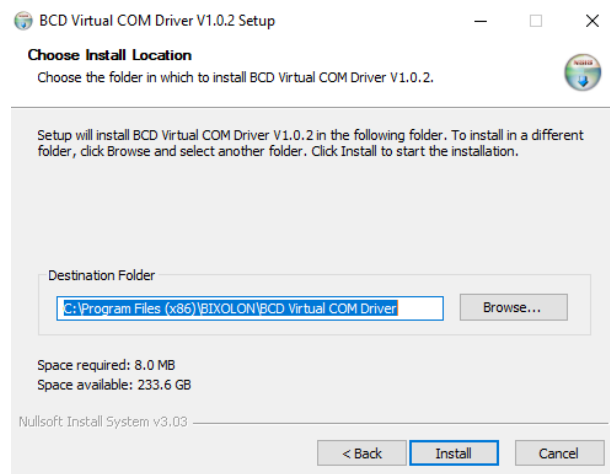 BCD Virtual COM Driver V1.0.2 Setup
Choose Install Location
Choose the folder in which to install BCD Virtual COM Driver V1.0.2.
Setup will install BCD Virtual COM Driver V1.0.2 in the following folder. To install in a different
folder, click Browse and select another folder. Click Install to start the installation.
Destination Folder
C:\Program Files (x86)\BIXOLON\BCD Virtual COM Driver
Browse...
Space required: 8.0 MB
Space available: 233.6 GB
Nullsoft Install System v3.03
< Back
Install
Cancel